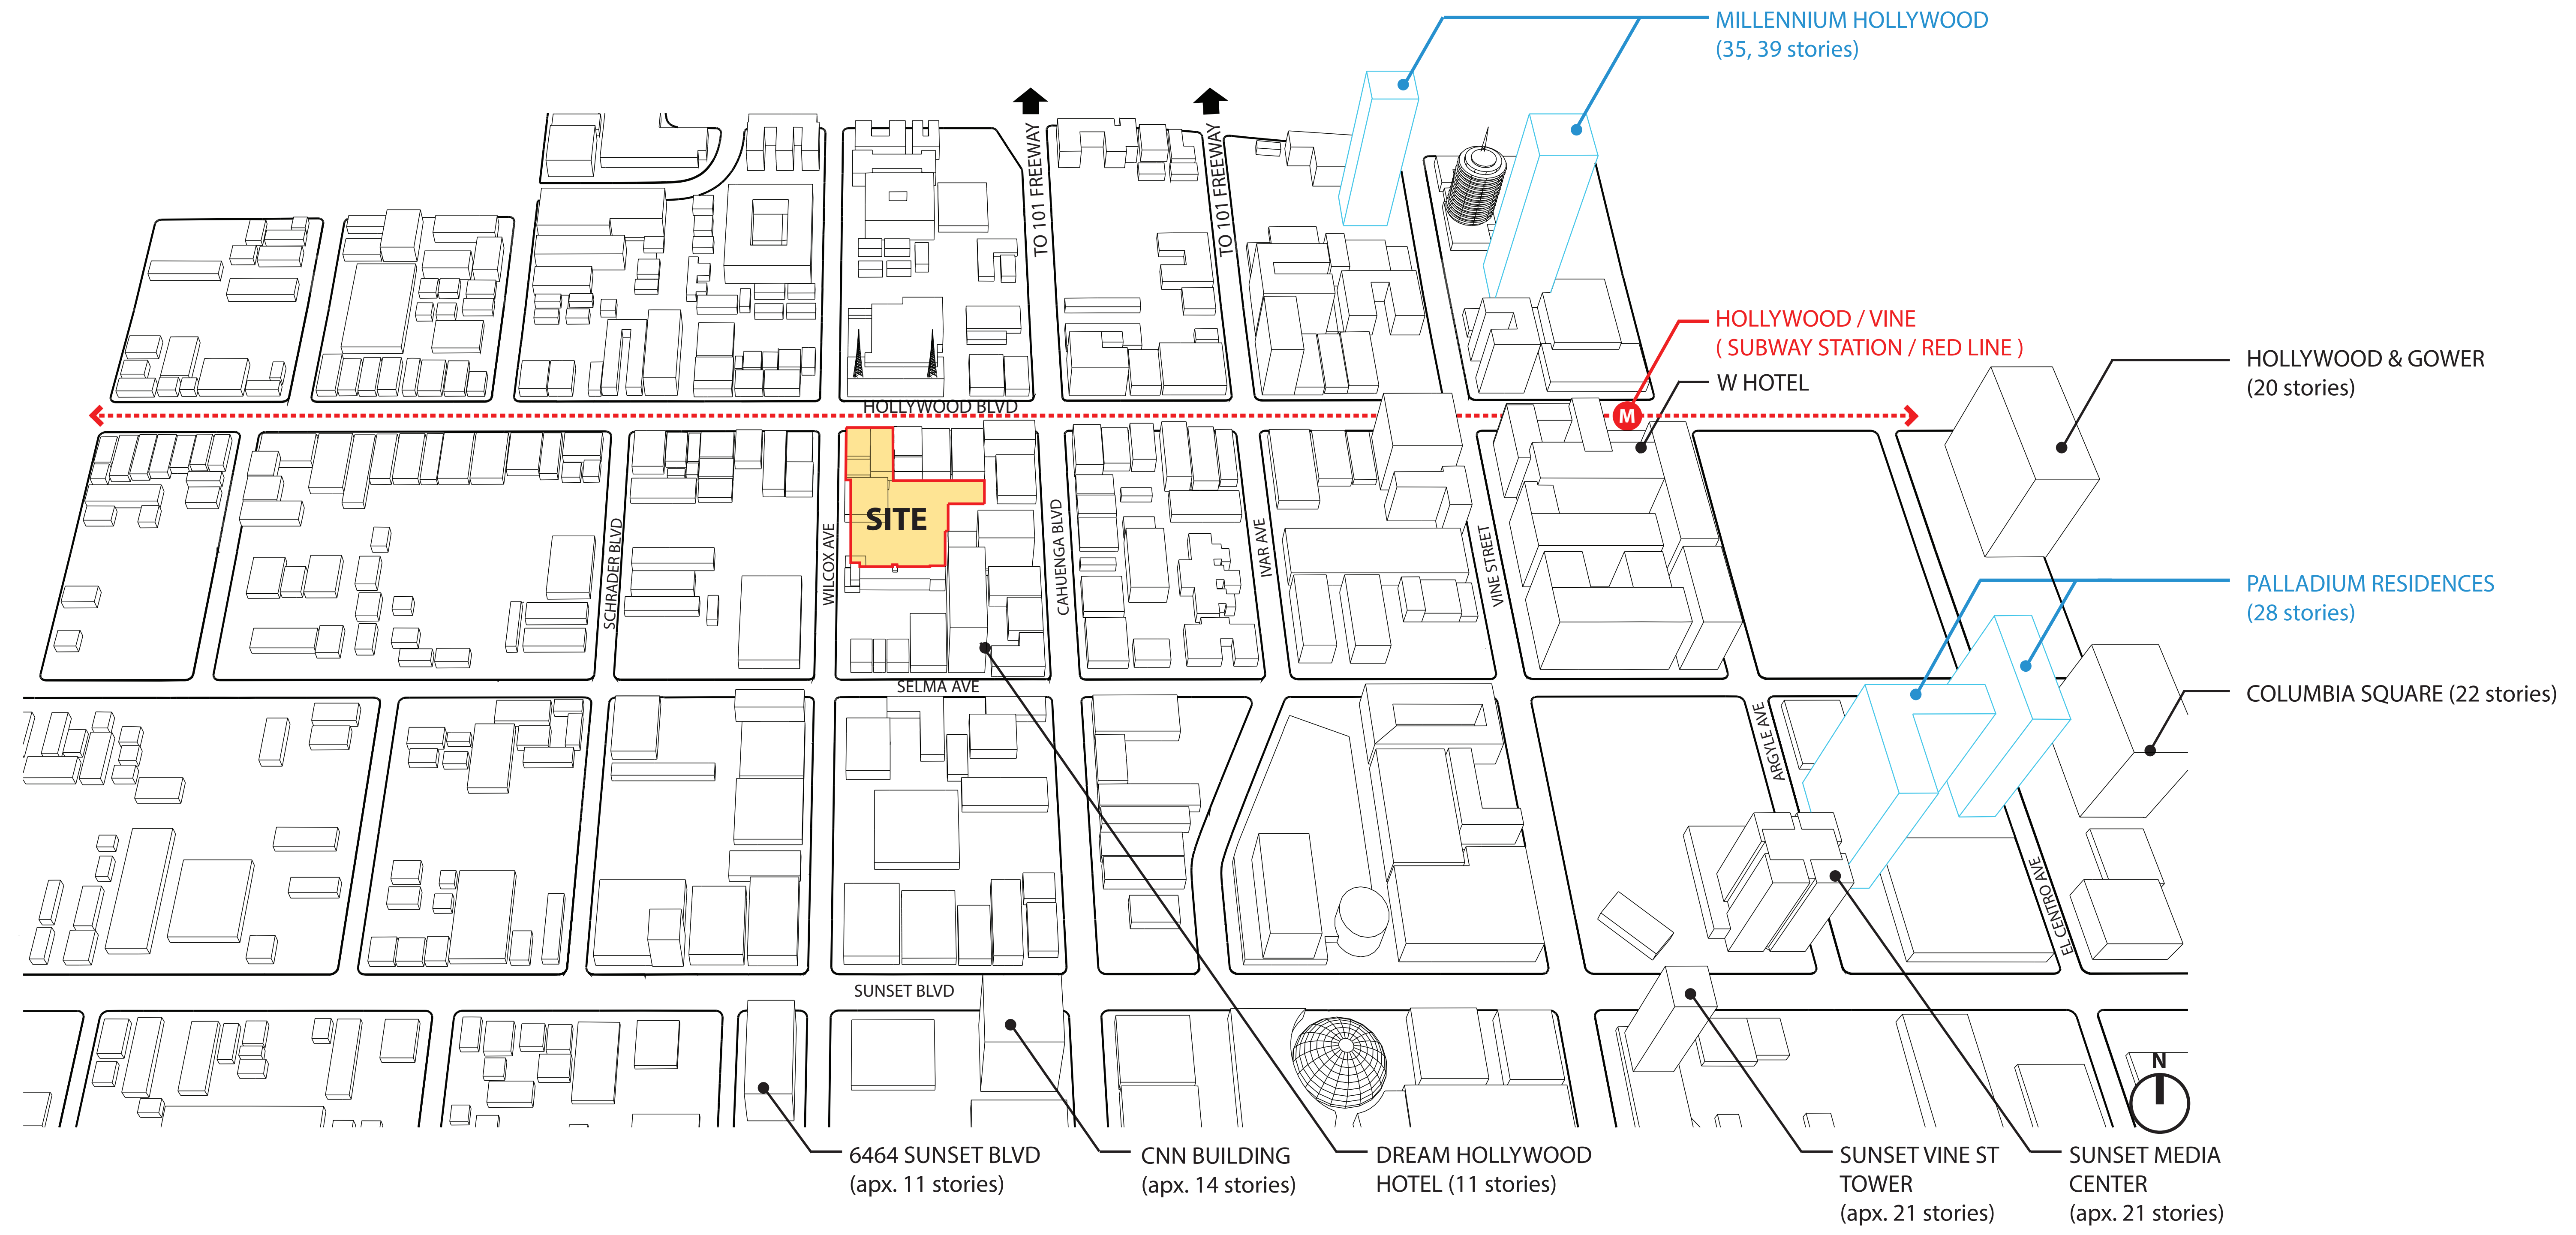 MILLENNIUM HOLLYWOOD
(35, 39 stories)
TO 101 FREEWAY
TO 101 FREEWAY
HOLLYWOOD / VINE
( SUBWAY STATION / RED LINE )
W HOTEL
HOLLYWOOD & GOWER
(20 stories)
HOLLYWOOD BLVD
M
SITE
SCHRADER BLVD
WILCOX AVE
CAHUENGA BLVD
IVAR AVE
VINE STREET
PALLADIUM RESIDENCES
(28 stories)
SELMA AVE
COLUMBIA SQUARE (22 stories)
ARGYLE AVE
EL CENTRO AVE
SUNSET BLVD
N
6464 SUNSET BLVD
(apx. 11 stories)
CNN BUILDING
(apx. 14 stories)
DREAM HOLLYWOOD
HOTEL (11 stories)
SUNSET VINE ST
TOWER
(apx. 21 stories)
SUNSET MEDIA
CENTER
(apx. 21 stories)